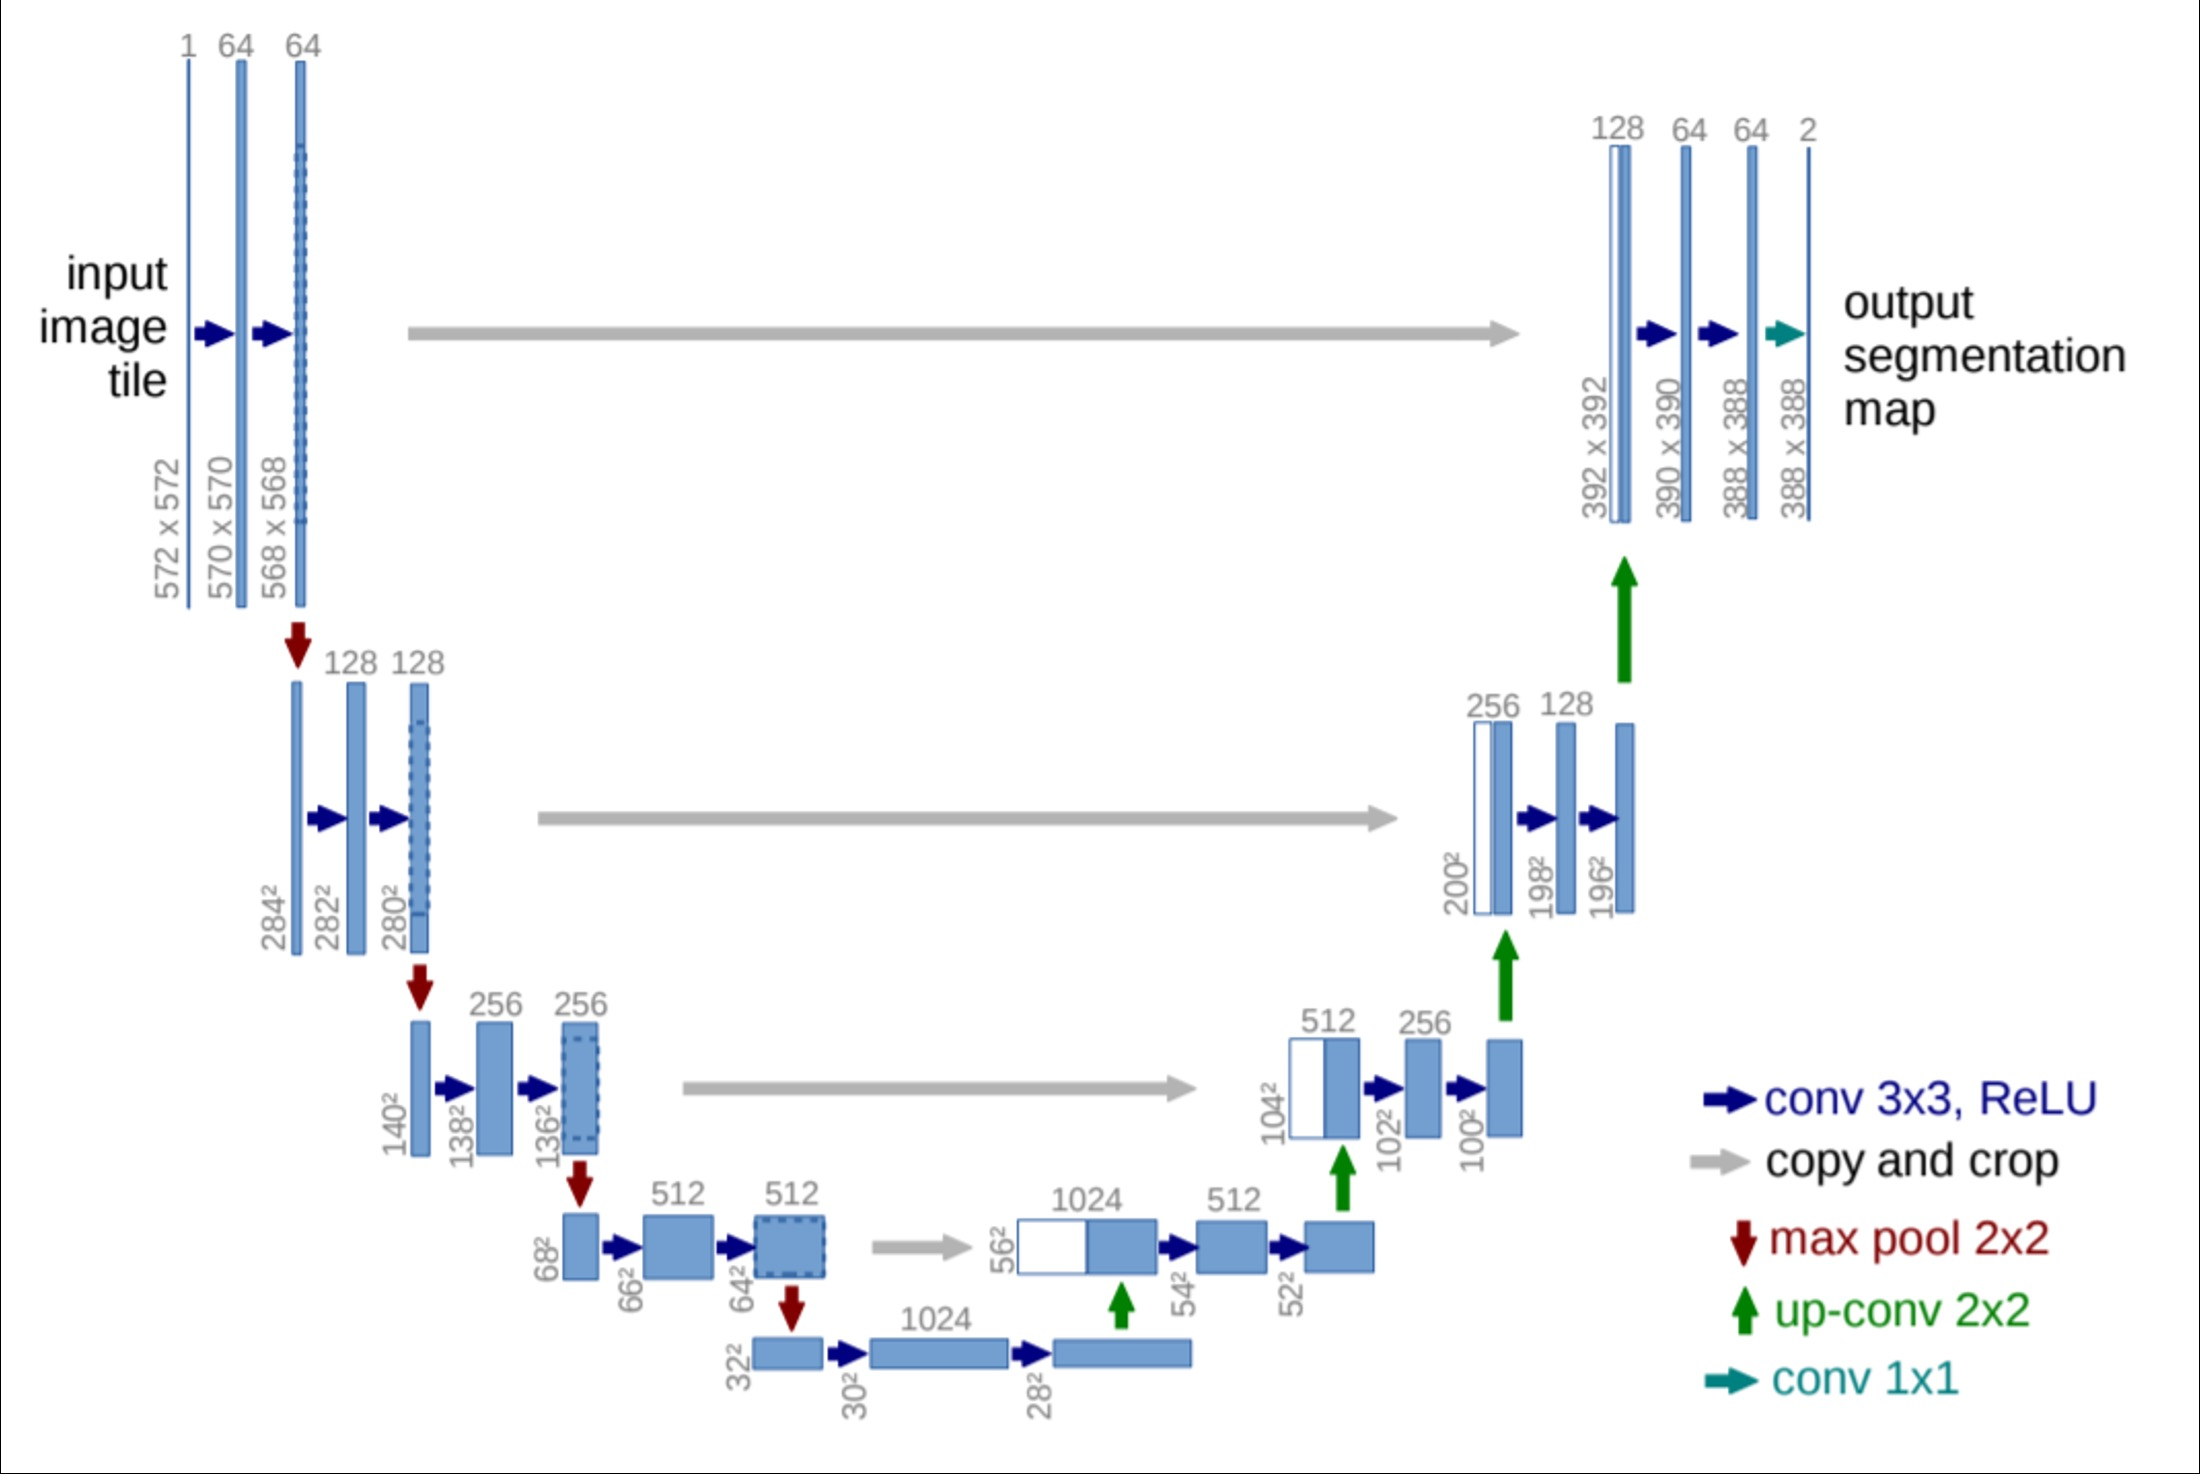 1 64 64
128 64 64 2
input
image
tile
572 x 572
570 x 570
568 x 568
392 x 392
390 x 390
388 x 388
388 x 388
output
segmentation
map
128 128
284²
282²
280²
256 128
200²
198²
196²
256 256
140²
138²
136²
512 256
104²
102²
100²
512 512
68²
66²
64²
1024 512
56²
54²
52²
1024
32²
30²
28²
conv 3x3, ReLU
copy and crop
max pool 2x2
up-conv 2x2
conv 1x1